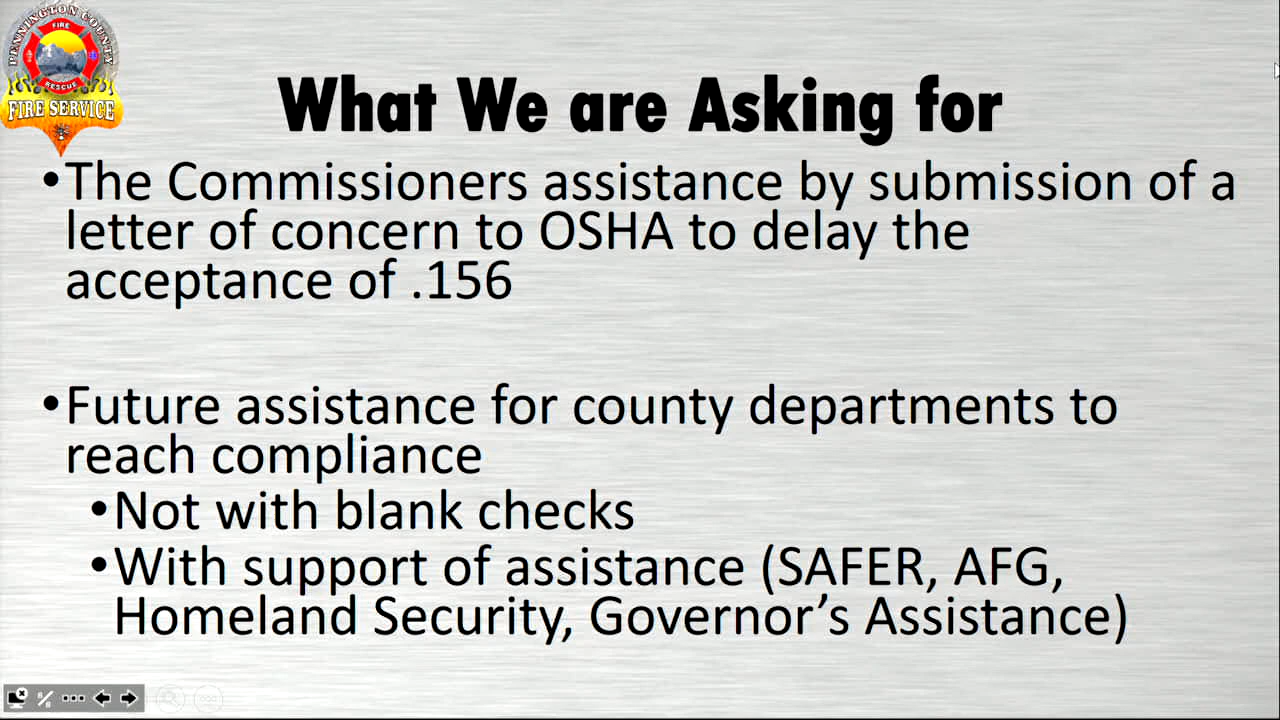 PENNINGTON COUNTY
FIRE
RESCUE
FIRE SERVICE
What We are Asking for
•The Commissioners assistance by submission of a
letter of concern to OSHA to delay the
acceptance of .156
•Future assistance for county departments to
reach compliance
•Not with blank checks
•With support of assistance (SAFER, AFG,
Homeland Security, Governor’s Assistance)